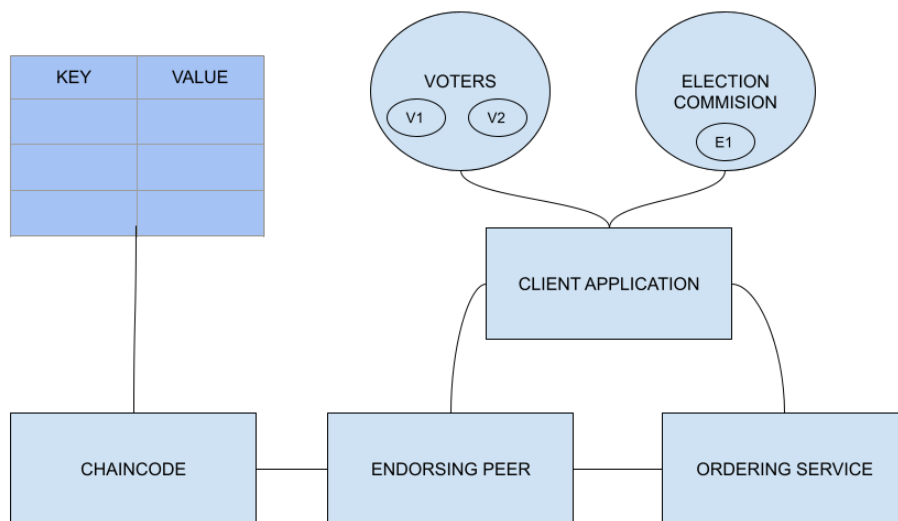 KEY VALUE
VOTERS
V1 V2
ELECTION
COMMISION
E1
CLIENT APPLICATION
CHAINCODE
ENDORSING PEER
ORDERING SERVICE